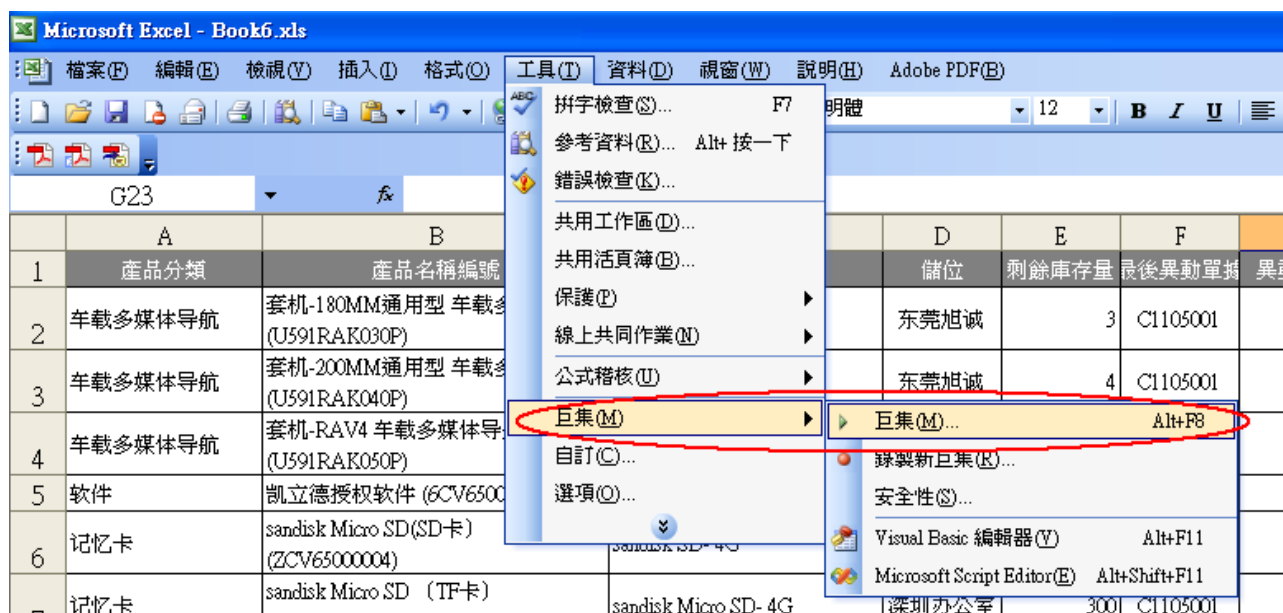 Microsoft Excel - Book6.xls
檔案(F) 編輯(E) 檢視(V) 插入(I) 格式(O) 工具(T) 資料(D) 視窗(W) 說明(H) Adobe PDF(B)
明體 12 B I U
G23 fx
ABC 拼字檢查(S)... F7
參考資料(R)... Alt+ 按一下
錯誤檢查(K)...
共用工作區(D)...
共用活頁簿(B)...
保護(P)
線上共同作業(N)
公式稽核(U)
巨集(M)
自訂(C)...
選項(O)...
巨集(M)... Alt+F8
錄製新巨集(R)...
安全性(S)...
Visual Basic 編輯器(V) Alt+F11
Microsoft Script Editor(E) Alt+Shift+F11
A B D E F
1 產品分類 產品名稱編號 儲位 剩餘庫存量 最後異動單據
2 车载多媒体导航 套机-180MM通用型 车载多 (U591RAK030P) 东莞旭诚 3 C1105001
3 车载多媒体导航 套机-200MM通用型 车载多 (U591RAK040P) 东莞旭诚 4 C1105001
4 车载多媒体导航 套机-RAV4 车载多媒体导 (U591RAK050P)
5 软件 凯立德授权软件 (6CV6500
6 记忆卡 sandisk Micro SD(SD卡) (ZCV65000004) sandisk SD- 4G
记忆卡 sandisk Micro SD （TF卡） sandisk Micro SD- 4G 深圳办公室 300 C1105001